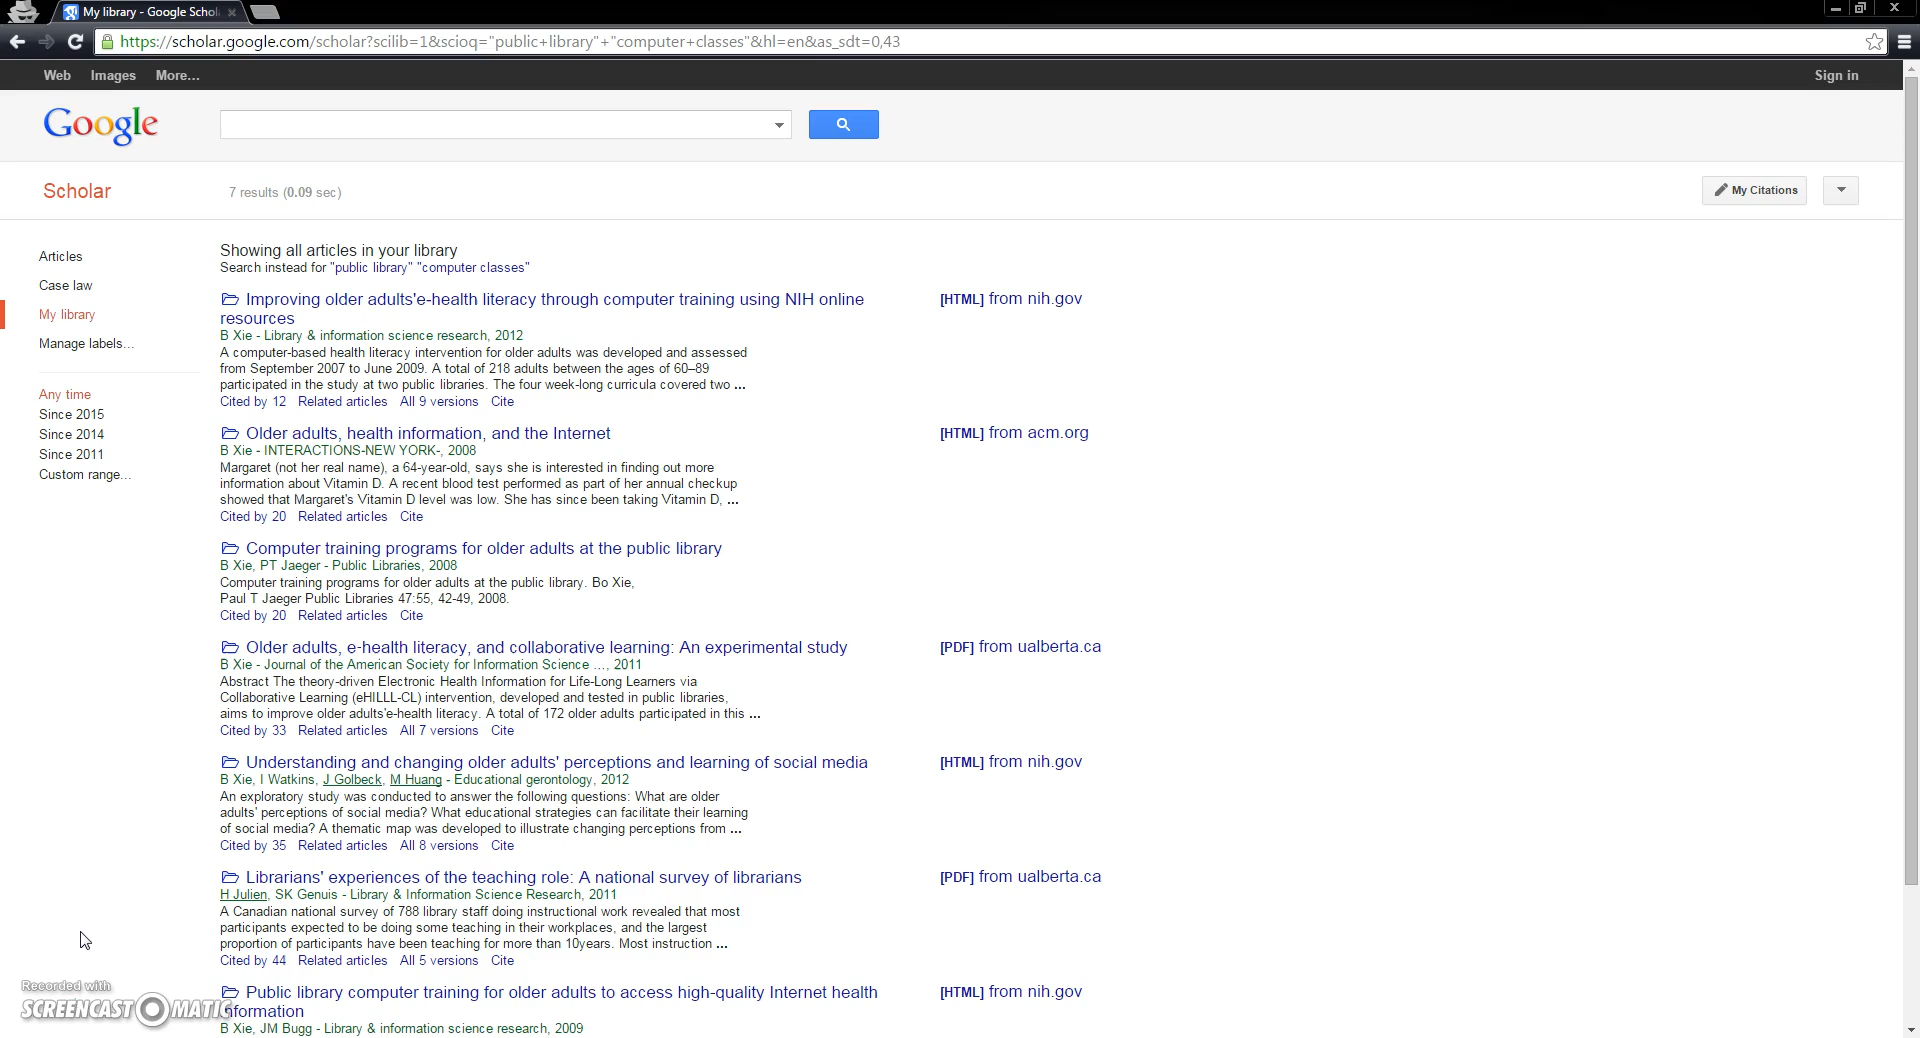 My library - Google Schol
https://scholar.google.com/scholar?scilib=1&scioq="public+library"+"computer+classes"&hl=en&as_sdt=0,43
Web Images More... Sign in
Google
Scholar
7 results (0.09 sec)
My Citations
Articles
Case law
My library
Manage labels...
Any time
Since 2015
Since 2014
Since 2011
Custom range...
Showing all articles in your library
Search instead for "public library" "computer classes"
Improving older adults'e-health literacy through computer training using NIH online
resources
[HTML] from nih.gov
B Xie - Library & information science research, 2012
A computer-based health literacy intervention for older adults was developed and assessed
from September 2007 to June 2009. A total of 218 adults between the ages of 60–89
participated in the study at two public libraries. The four week-long curricula covered two ...
Cited by 12 Related articles All 9 versions Cite
Older adults, health information, and the Internet
[HTML] from acm.org
B Xie - INTERACTIONS-NEW YORK-, 2008
Margaret (not her real name), a 64-year-old, says she is interested in finding out more
information about Vitamin D. A recent blood test performed as part of her annual checkup
showed that Margaret's Vitamin D level was low. She has since been taking Vitamin D, ...
Cited by 20 Related articles Cite
Computer training programs for older adults at the public library
B Xie, PT Jaeger - Public Libraries, 2008
Computer training programs for older adults at the public library. Bo Xie,
Paul T Jaeger Public Libraries 47:55, 42-49, 2008.
Cited by 20 Related articles Cite
Older adults, e-health literacy, and collaborative learning: An experimental study
[PDF] from ualberta.ca
B Xie - Journal of the American Society for Information Science ..., 2011
Abstract The theory-driven Electronic Health Information for Life-Long Learners via
Collaborative Learning (eHILLL-CL) intervention, developed and tested in public libraries,
aims to improve older adults'e-health literacy. A total of 172 older adults participated in this ...
Cited by 33 Related articles All 7 versions Cite
Understanding and changing older adults' perceptions and learning of social media
[HTML] from nih.gov
B Xie, I Watkins, J Golbeck, M Huang - Educational gerontology, 2012
An exploratory study was conducted to answer the following questions: What are older
adults' perceptions of social media? What educational strategies can facilitate their learning
of social media? A thematic map was developed to illustrate changing perceptions from ...
Cited by 35 Related articles All 8 versions Cite
Librarians' experiences of the teaching role: A national survey of librarians
[PDF] from ualberta.ca
H Julien, SK Genuis - Library & Information Science Research, 2011
A Canadian national survey of 788 library staff doing instructional work revealed that most
participants expected to be doing some teaching in their workplaces, and the largest
proportion of participants have been teaching for more than 10years. Most instruction ...
Cited by 44 Related articles All 5 versions Cite
Public library computer training for older adults to access high-quality Internet health
information
[HTML] from nih.gov
B Xie, JM Bugg - Library & information science research, 2009
Recorded with
SCREENCAST MATIC